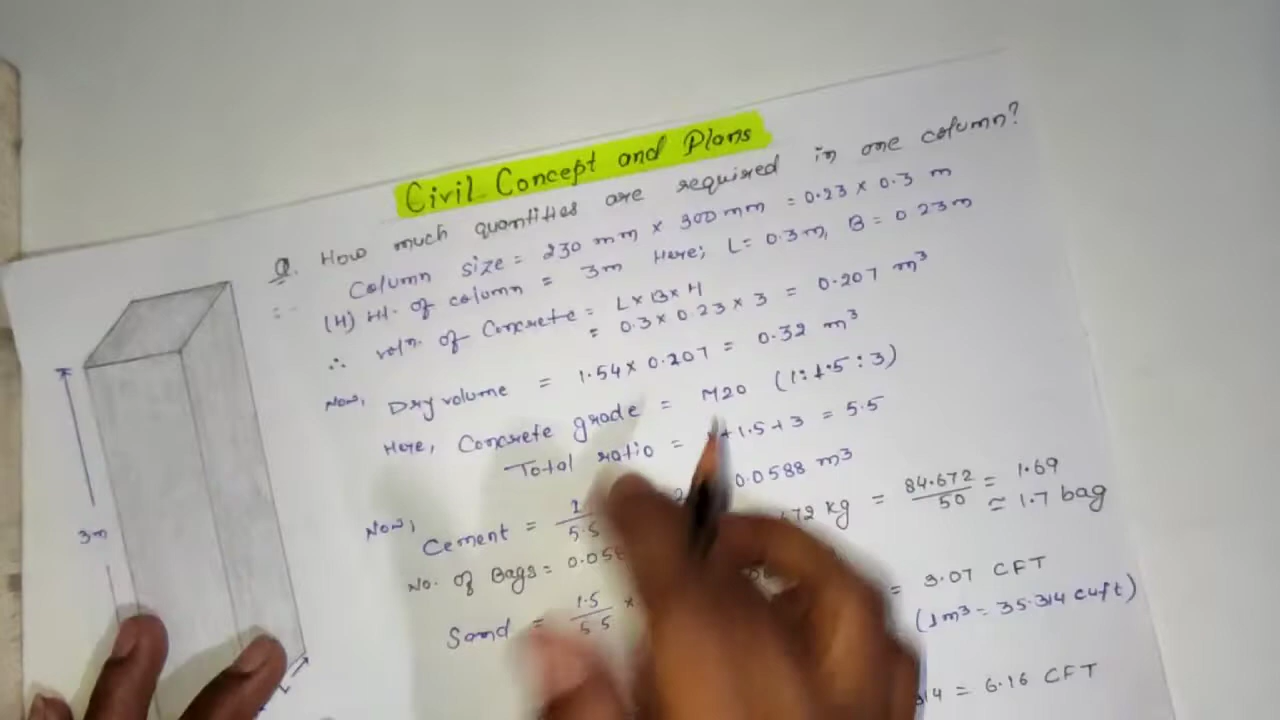 Civil Concept and Plans
Q. How much quantities are required in one column?
∴ Column size = 230 mm × 300 mm = 0.23 × 0.3 m
(H) Ht. of column = 3m Here; L = 0.3m, B = 0.23m
∴ volm. of Concrete = L×B×H
= 0.3 × 0.23 × 3 = 0.207 m³
Now, Dry volume = 1.54 × 0.207 = 0.32 m³
Here, Concrete grade = M20 (1:1.5:3)
Total ratio = 1+1.5+3 = 5.5
Now, Cement = 1/5.5 0.0588 m³
No. of Bags = 0.058 72 kg = 84.672/50 = 1.69
≃ 1.7 bag
Sand = 1.5/5.5 × = 3.07 CFT
(1m³ = 35.314 cuft)
314 = 6.16 CFT
3m
L